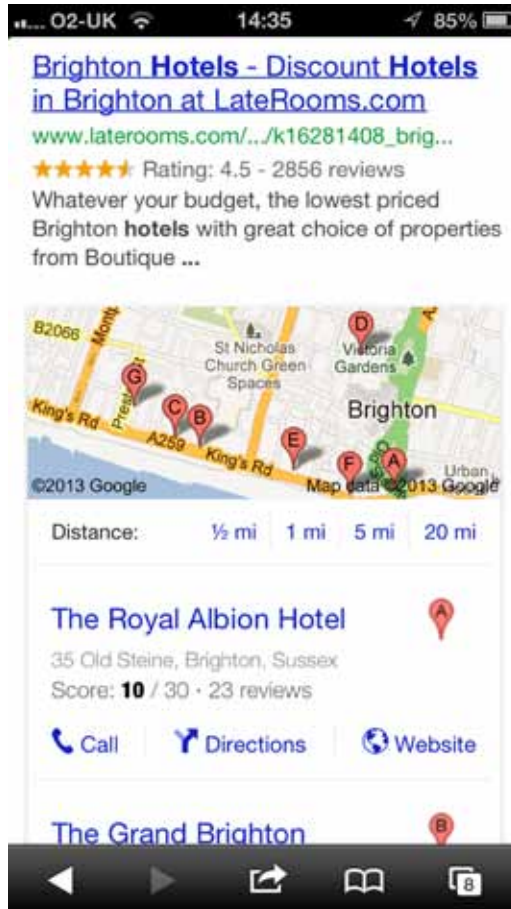 O2-UK 14:35 85%
Brighton Hotels - Discount Hotels
in Brighton at LateRooms.com
www.laterooms.com/.../k16281408_brig...
Rating: 4.5 - 2856 reviews
Whatever your budget, the lowest priced
Brighton hotels with great choice of properties
from Boutique ...
B2066
Montp
St Nicholas
Church Green
Spaces
D
Victoria
Gardens
G
Prest
C
B
Brighton
King's Rd
A259
King's Rd
E
F
A
Urban
©2013 Google
Map data ©2013 Google
Distance: ½ mi 1 mi 5 mi 20 mi
The Royal Albion Hotel
A
35 Old Steine, Brighton, Sussex
Score: 10 / 30 · 23 reviews
Call Directions Website
The Grand Brighton
B
8